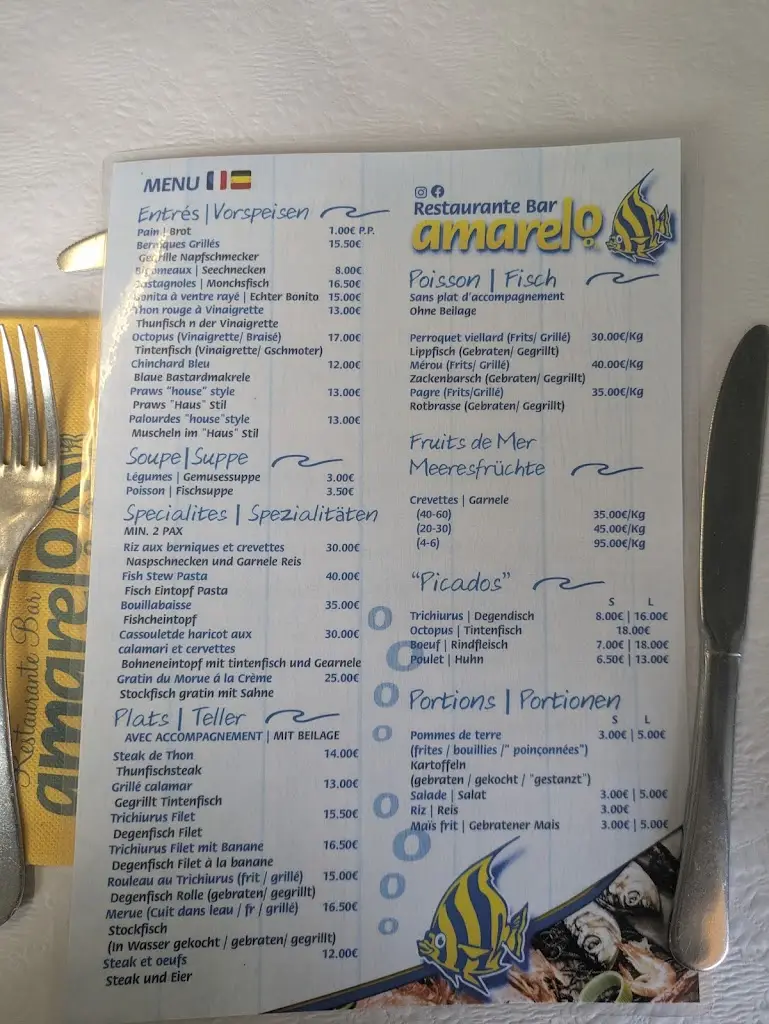 MENU
Entrés | Vorspeisen
Pain | Brot 1.00€ P.P.
Berniques Grillés 15.50€
Gegrille Napfschmecker
Bigomeaux | Seechnecken 8.00€
Castagnoles | Monchsfisch 16.50€
Bonita à ventre rayé | Echter Bonito 15.00€
Thon rouge à Vinaigrette 13.00€
Thunfisch n der Vinaigrette
Octopus (Vinaigrette/ Braisé) 17.00€
Tintenfisch (Vinaigrette/ Gschmoter)
Chinchard Bleu 12.00€
Blaue Bastardmakrele
Praws "house" style 13.00€
Praws "Haus" Stil
Palourdes "house"style 13.00€
Muscheln im "Haus" Stil
Soupe | Suppe
Légumes | Gemusessuppe 3.00€
Poisson | Fischsuppe 3.50€
Specialites | Spezialitäten
MIN. 2 PAX
Riz aux berniques et crevettes 30.00€
Naspschnecken und Garnele Reis
Fish Stew Pasta 40.00€
Fisch Eintopf Pasta
Bouillabaisse 35.00€
Fishcheintopf
Cassouletde haricot aux 30.00€
calamari et cervettes
Bohneneintopf mit tintenfisch und Gearnele
Gratin du Morue á la Crème 25.00€
Stockfisch gratin mit Sahne
Plats | Teller
AVEC ACCOMPAGNEMENT | MIT BEILAGE
Steak de Thon 14.00€
Thunfischsteak
Grillé calamar 13.00€
Gegrillt Tintenfisch
Trichiurus Filet 15.50€
Degenfisch Filet
Trichiurus Filet mit Banane 16.50€
Degenfisch Filet à la banane
Rouleau au Trichiurus (frit / grillé) 15.00€
Degenfisch Rolle (gebraten/ gegrillt)
Merue (Cuit dans leau / fr / grillé) 16.50€
Stockfisch
(In Wasser gekocht / gebraten/ gegrillt)
Steak et oeufs 12.00€
Steak und Eier
Restaurante Bar
amarelo
Poisson | Fisch
Sans plat d'accompagnement
Ohne Beilage
Perroquet viellard (Frits/ Grillé) 30.00€/Kg
Lippfisch (Gebraten/ Gegrillt)
Mérou (Frits/ Grillé) 40.00€/Kg
Zackenbarsch (Gebraten/ Gegrillt)
Pagre (Frits/Grillé) 35.00€/Kg
Rotbrasse (Gebraten/ Gegrillt)
Fruits de Mer
Meeresfrüchte
Crevettes | Garnele
(40-60) 35.00€/Kg
(20-30) 45.00€/Kg
(4-6) 95.00€/Kg
"Picados"
S L
Trichiurus | Degendisch 8.00€ | 16.00€
Octopus | Tintenfisch 18.00€
Boeuf | Rindfleisch 7.00€ | 18.00€
Poulet | Huhn 6.50€ | 13.00€
Portions | Portionen
S L
Pommes de terre 3.00€ | 5.00€
(frites / bouillies /" poinçonnées")
Kartoffeln
(gebraten / gekocht / "gestanzt")
Salade | Salat 3.00€ | 5.00€
Riz | Reis 3.00€
Maïs frit | Gebratener Mais 3.00€ | 5.00€
Restaurante Bar
amarelo